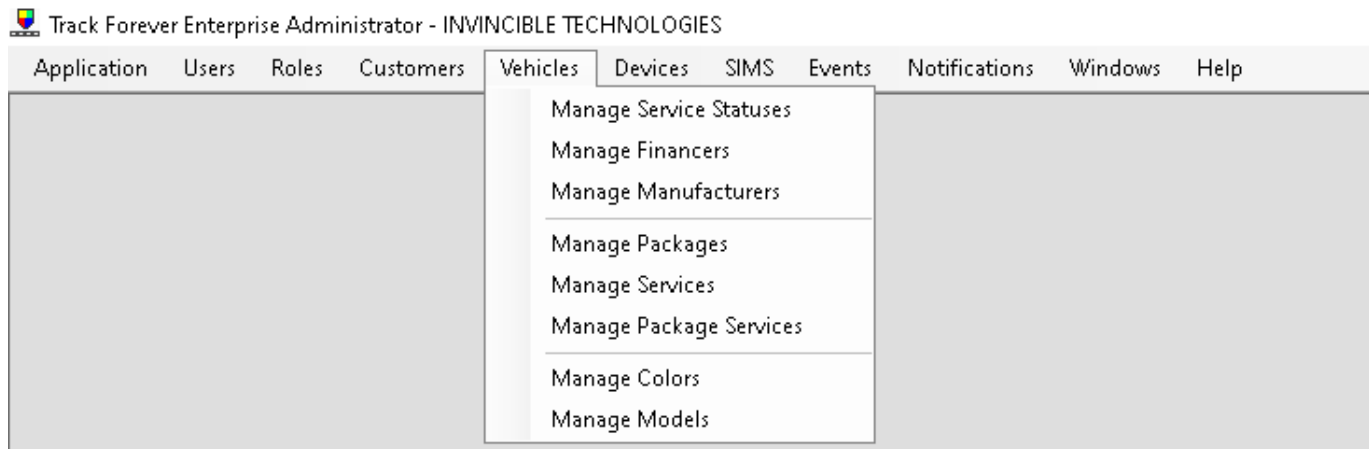 Track Forever Enterprise Administrator - INVINCIBLE TECHNOLOGIES
Application Users Roles Customers Vehicles Devices SIMS Events Notifications Windows Help
Manage Service Statuses
Manage Financers
Manage Manufacturers
Manage Packages
Manage Services
Manage Package Services
Manage Colors
Manage Models